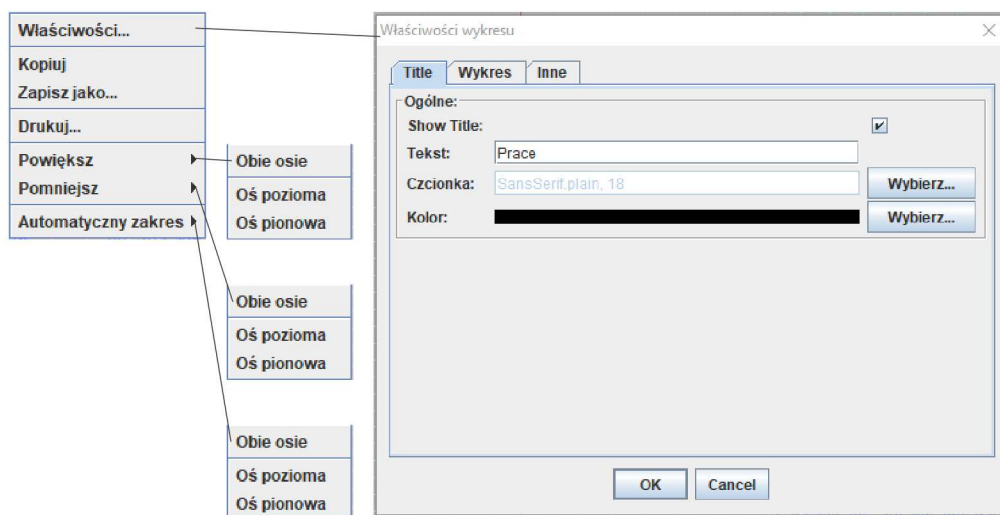 Właściwości...
Kopiuj
Zapisz jako...
Drukuj...
Powiększ
Pomniejsz
Automatyczny zakres
Obie osie
Oś pozioma
Oś pionowa
Obie osie
Oś pozioma
Oś pionowa
Obie osie
Oś pozioma
Oś pionowa
Właściwości wykresu
Title Wykres Inne
Ogólne:
Show Title:
Tekst: Prace
Czcionka: SansSerif.plain, 18 Wybierz...
Kolor: Wybierz...
OK Cancel